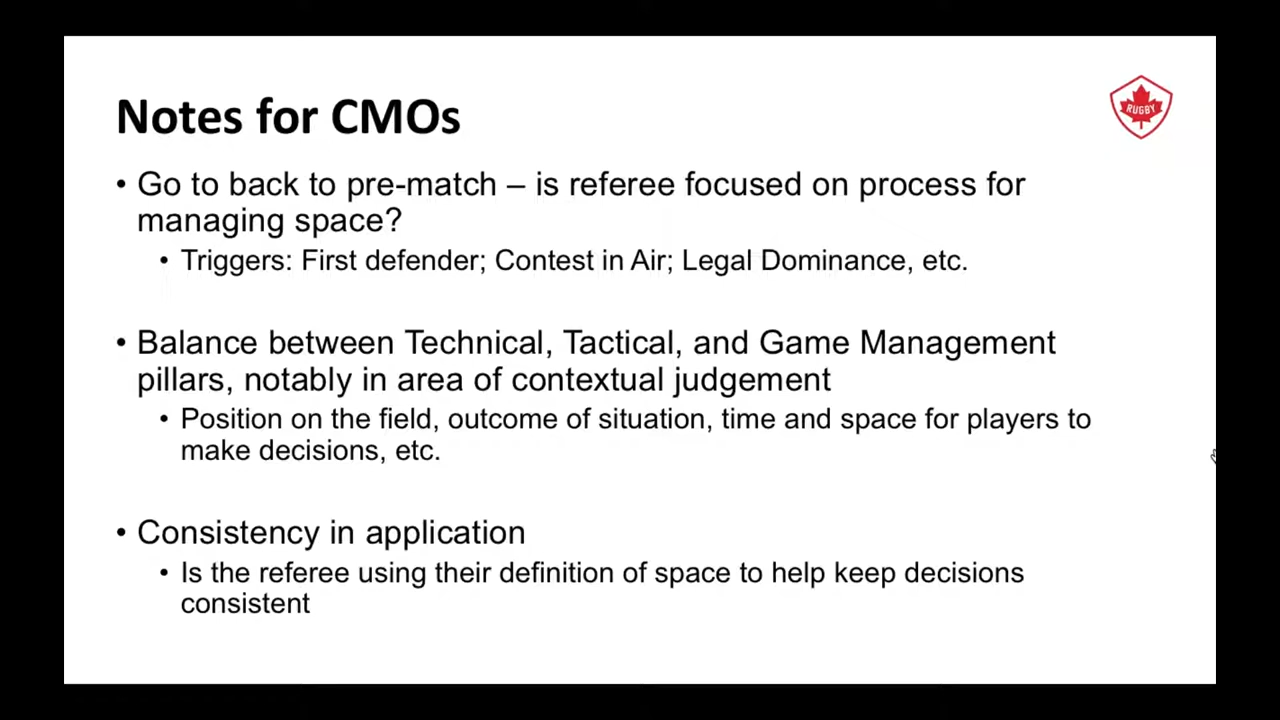 Notes for CMOs
RUGBY
• Go to back to pre-match – is referee focused on process for
managing space?
• Triggers: First defender; Contest in Air; Legal Dominance, etc.
• Balance between Technical, Tactical, and Game Management
pillars, notably in area of contextual judgement
• Position on the field, outcome of situation, time and space for players to
make decisions, etc.
• Consistency in application
• Is the referee using their definition of space to help keep decisions
consistent